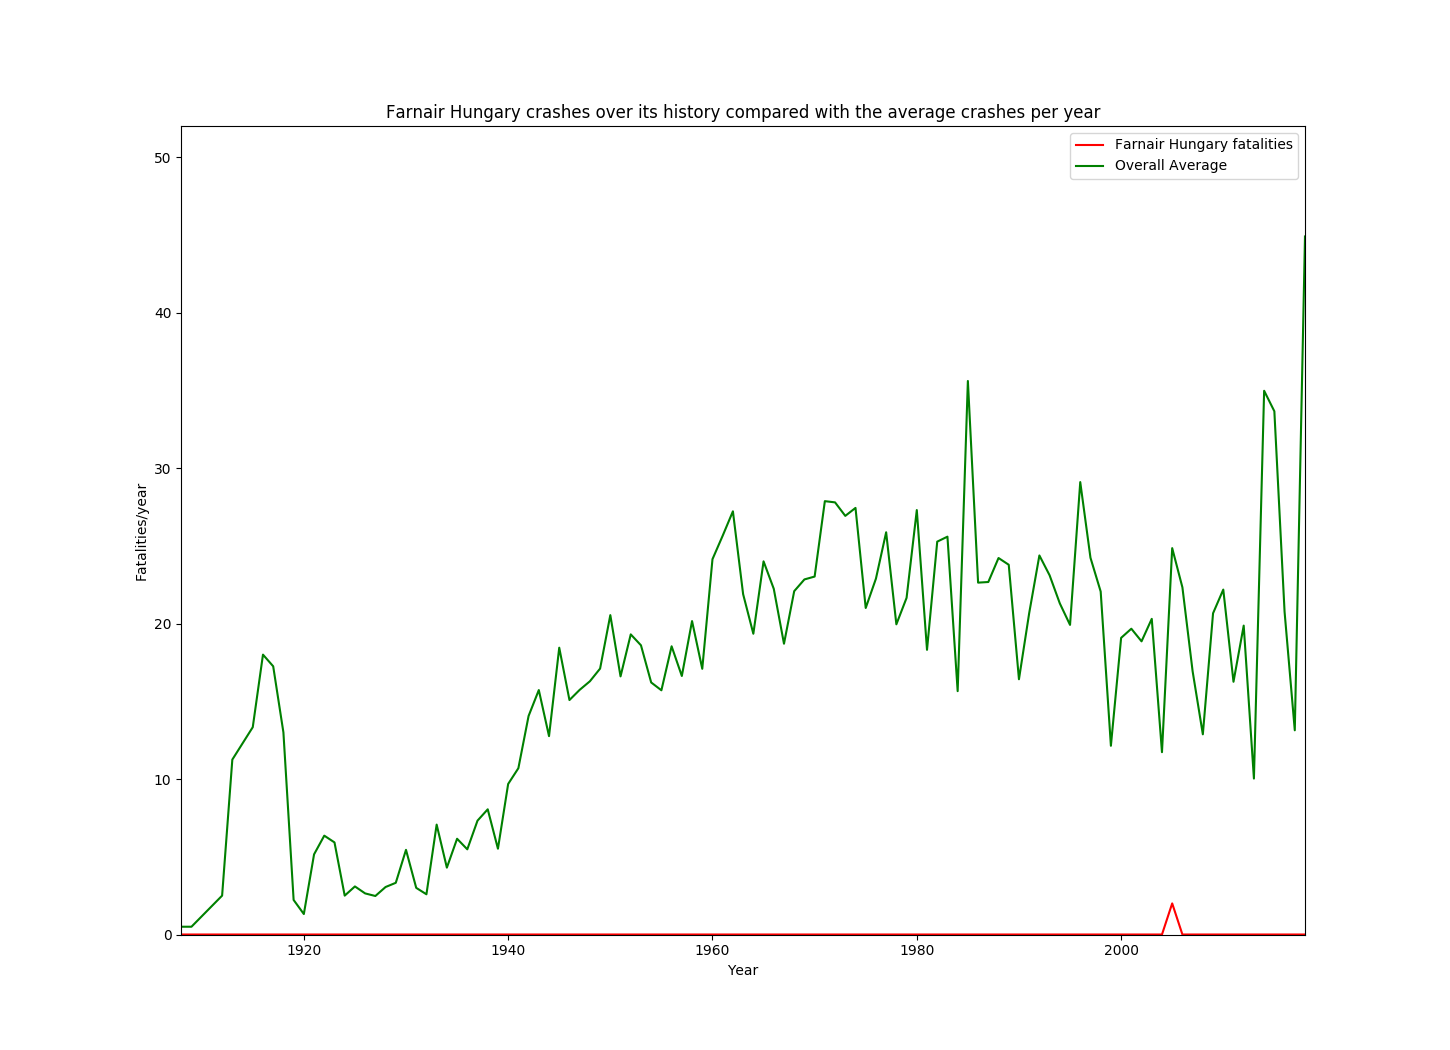 Farnair Hungary crashes over its history compared with the average crashes per year
Farnair Hungary fatalities
Overall Average
50
40
30
20
10
0
Fatalities/year
1920
1940
1960
1980
2000
Year